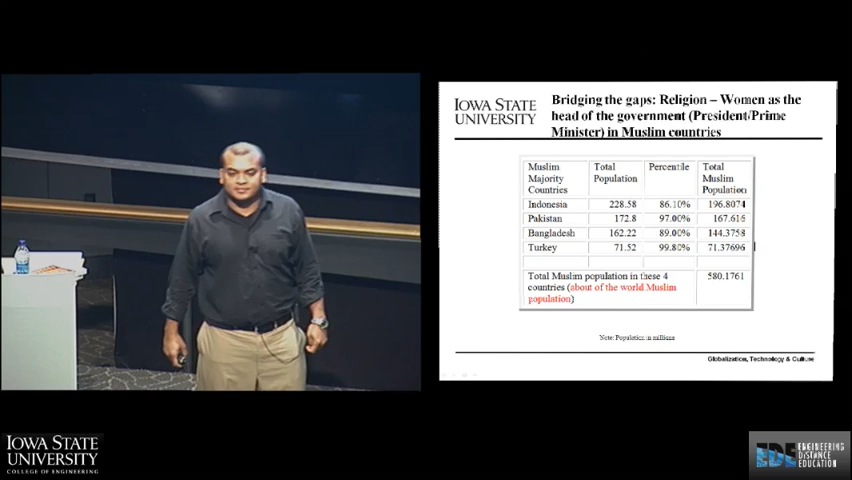 IOWA STATE
UNIVERSITY
Bridging the gaps: Religion – Women as the
head of the government (President/Prime
Minister) in Muslim countries
Muslim Majority Countries Total Population Percentile Total Muslim Population
Indonesia 228.58 86.10% 196.8074
Pakistan 172.8 97.00% 167.616
Bangladesh 162.22 89.00% 144.3758
Turkey 71.52 99.80% 71.37696
Total Muslim population in these 4 580.1761
countries (about of the world Muslim
population)
Note: Population in millions
Globalization, Technology & Culture
IOWA STATE
UNIVERSITY
COLLEGE OF ENGINEERING
EDE ENGINEERING
DISTANCE
EDUCATION